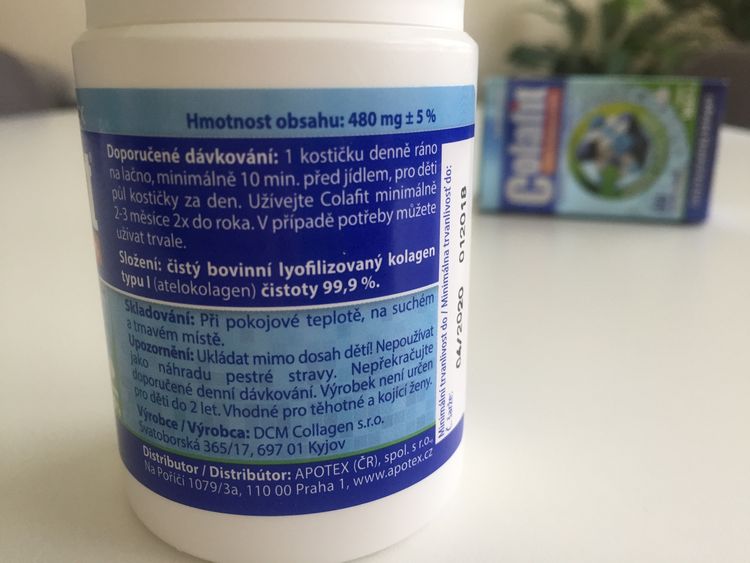 Hmotnost obsahu: 480 mg ± 5 %
Doporučené dávkování: 1 kostičku denně ráno
na lačno, minimálně 10 min. před jídlem, pro děti
půl kostičky za den. Užívejte Colafit minimálně
2-3 měsíce 2x do roka. V případě potřeby můžete
užívat trvale.
Složení: čistý bovinní lyofilizovaný kolagen
typu I (atelokolagen) čistoty 99,9 %.
Skladování: Při pokojové teplotě, na suchém
a tmavém místě.
Upozornění: Ukládat mimo dosah dětí! Nepoužívat
jako náhradu pestré stravy. Nepřekračujte
doporučené denní dávkování. Výrobek není určen
pro děti do 2 let. Vhodné pro těhotné a kojící ženy.
Výrobce / Výrobca: DCM Collagen s.r.o.
Svatoborská 365/17, 697 01 Kyjov
Distributor / Distribútor: APOTEX (ČR), spol. s r.o.,
Na Poříčí 1079/3a, 110 00 Praha 1, www.apotex.cz
Minimální trvanlivost do / Minimálna trvanlivosť do:
04/2020 012018
Colafit